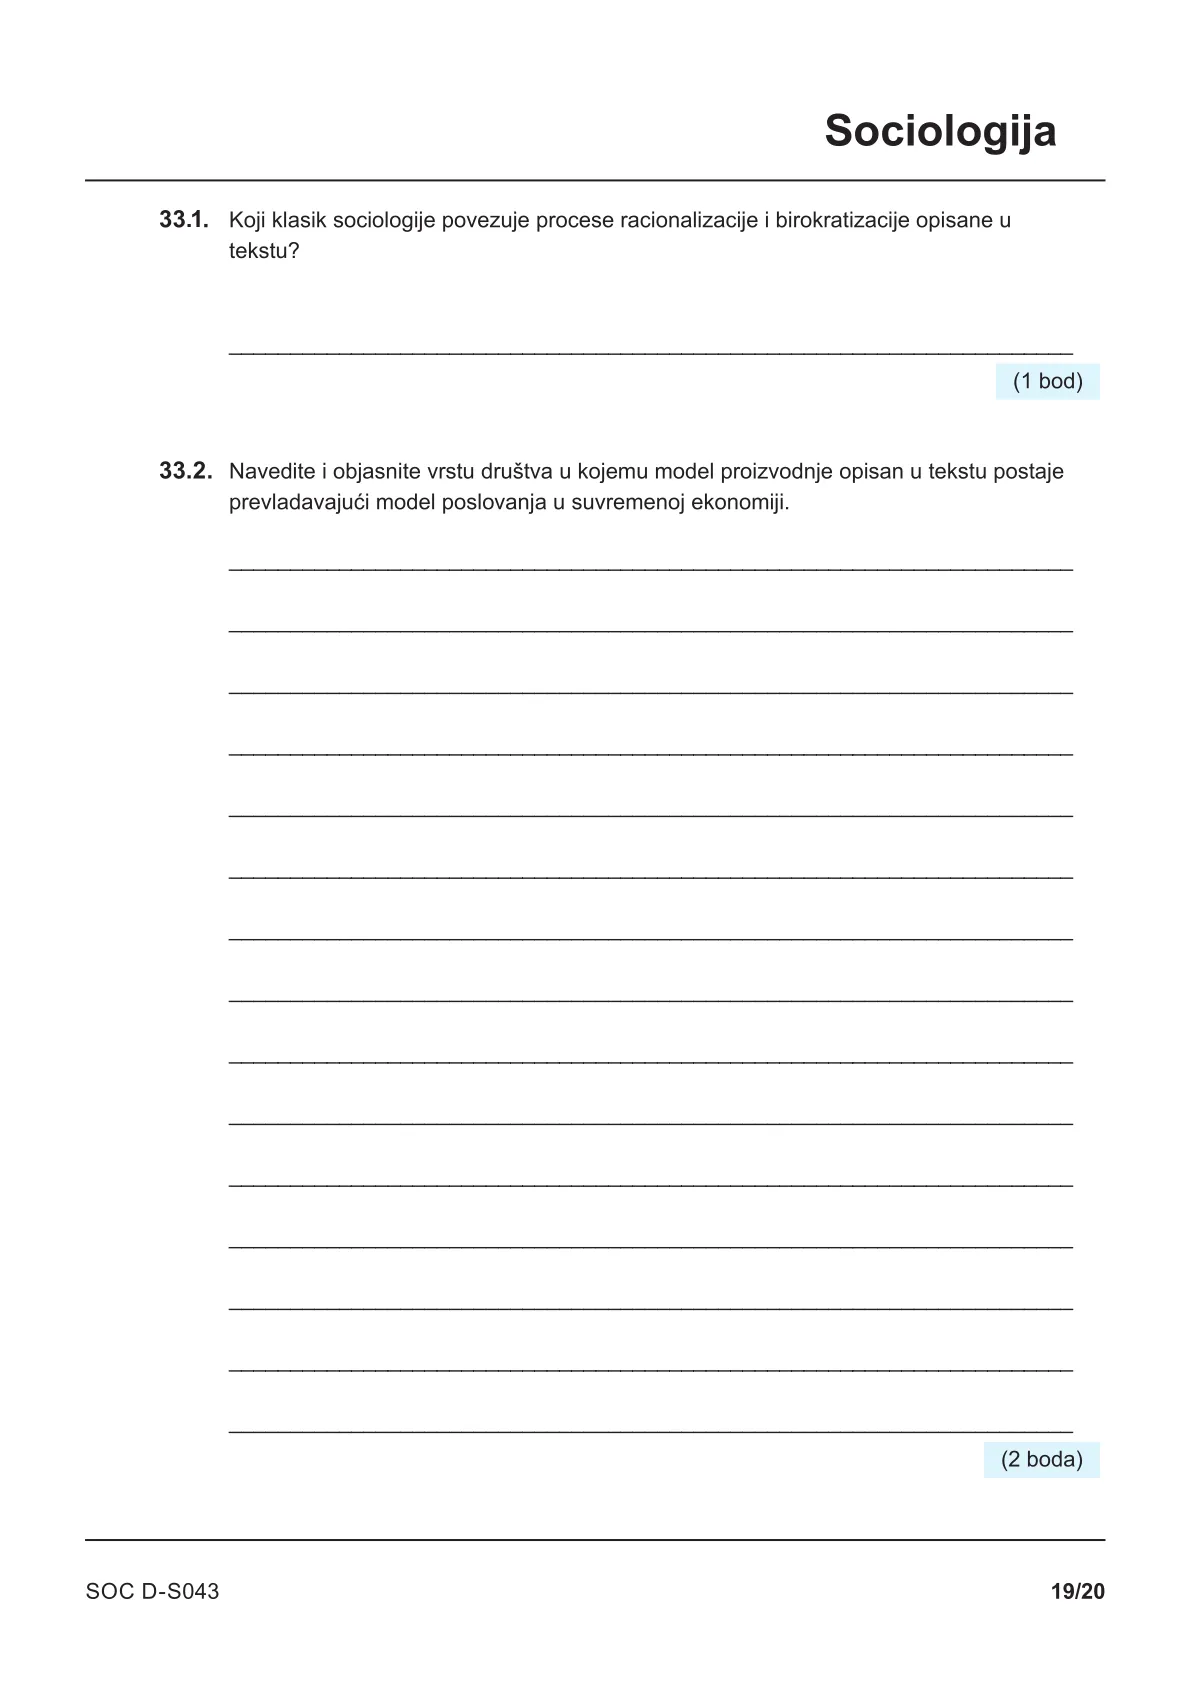 Sociologija
33.1. Koji klasik sociologije povezuje procese racionalizacije i birokratizacije opisane u
tekstu?
(1 bod)
33.2. Navedite i objasnite vrstu društva u kojemu model proizvodnje opisan u tekstu postaje
prevladavajući model poslovanja u suvremenoj ekonomiji.
(2 boda)
SOC D-S043
19/20